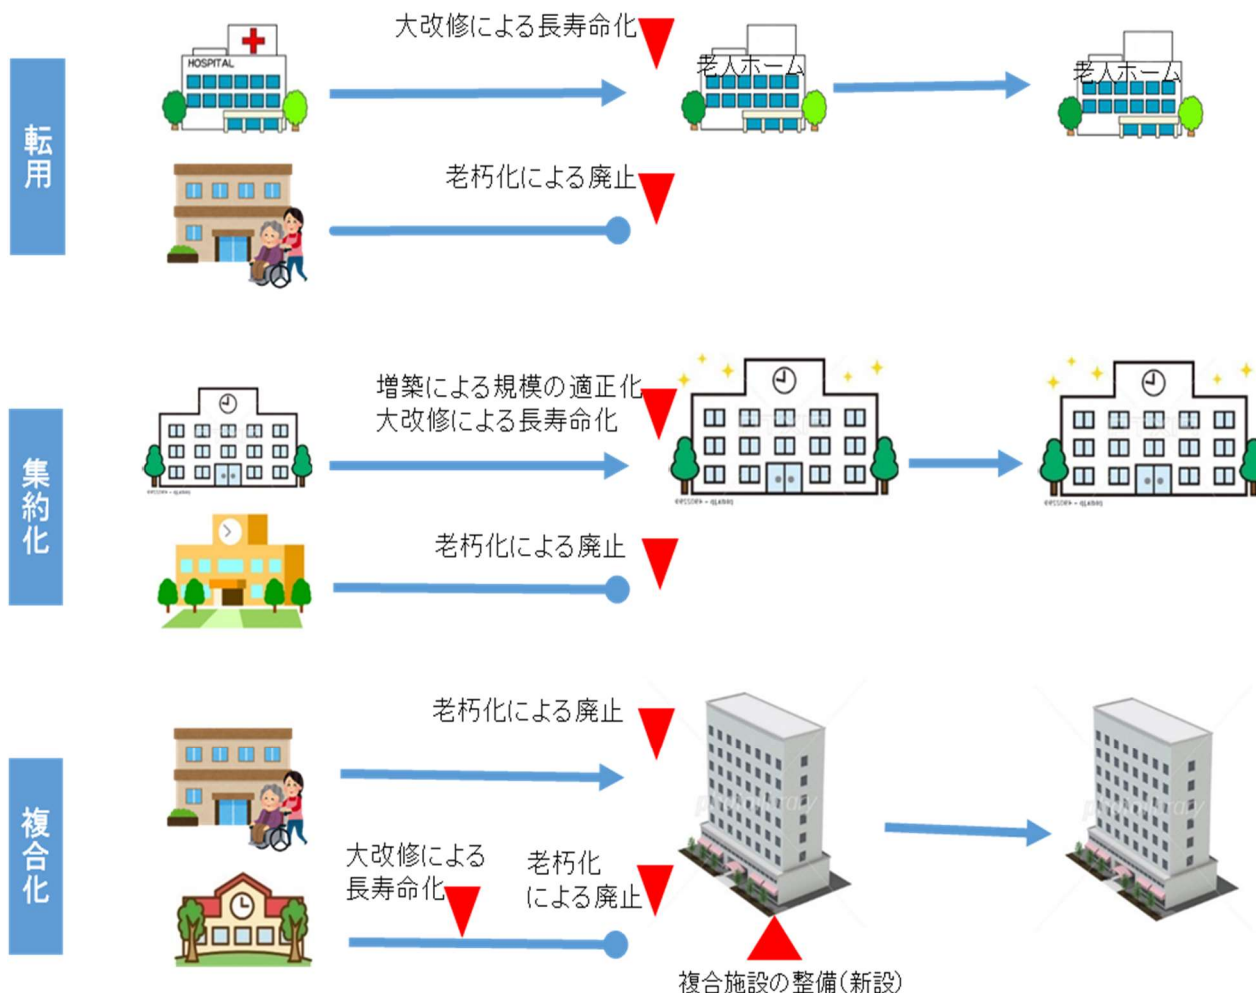 転用
大改修による長寿命化
HOSPITAL
老人ホーム
老人ホーム
老朽化による廃止
集約化
増築による規模の適正化
大改修による長寿命化
老朽化による廃止
複合化
老朽化による廃止
大改修による
長寿命化
老朽化
による廃止
複合施設の整備(新設)